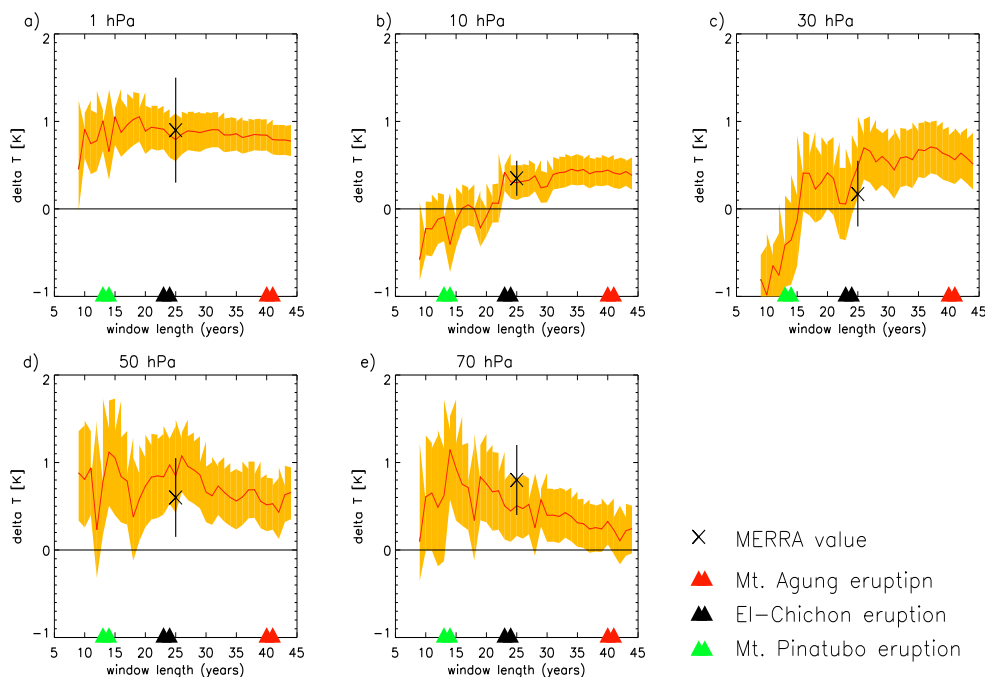 a) 1 hPa
delta T [K]
2
1
0
−1
5 10 15 20 25 30 35 40 45
window length (years)
b) 10 hPa
delta T [K]
2
1
0
−1
5 10 15 20 25 30 35 40 45
window length (years)
c) 30 hPa
delta T [K]
2
1
0
−1
5 10 15 20 25 30 35 40 45
window length (years)
d) 50 hPa
delta T [K]
2
1
0
−1
5 10 15 20 25 30 35 40 45
window length (years)
e) 70 hPa
delta T [K]
2
1
0
−1
5 10 15 20 25 30 35 40 45
window length (years)
MERRA value
Mt. Agung eruptipn
El−Chichon eruption
Mt. Pinatubo eruption